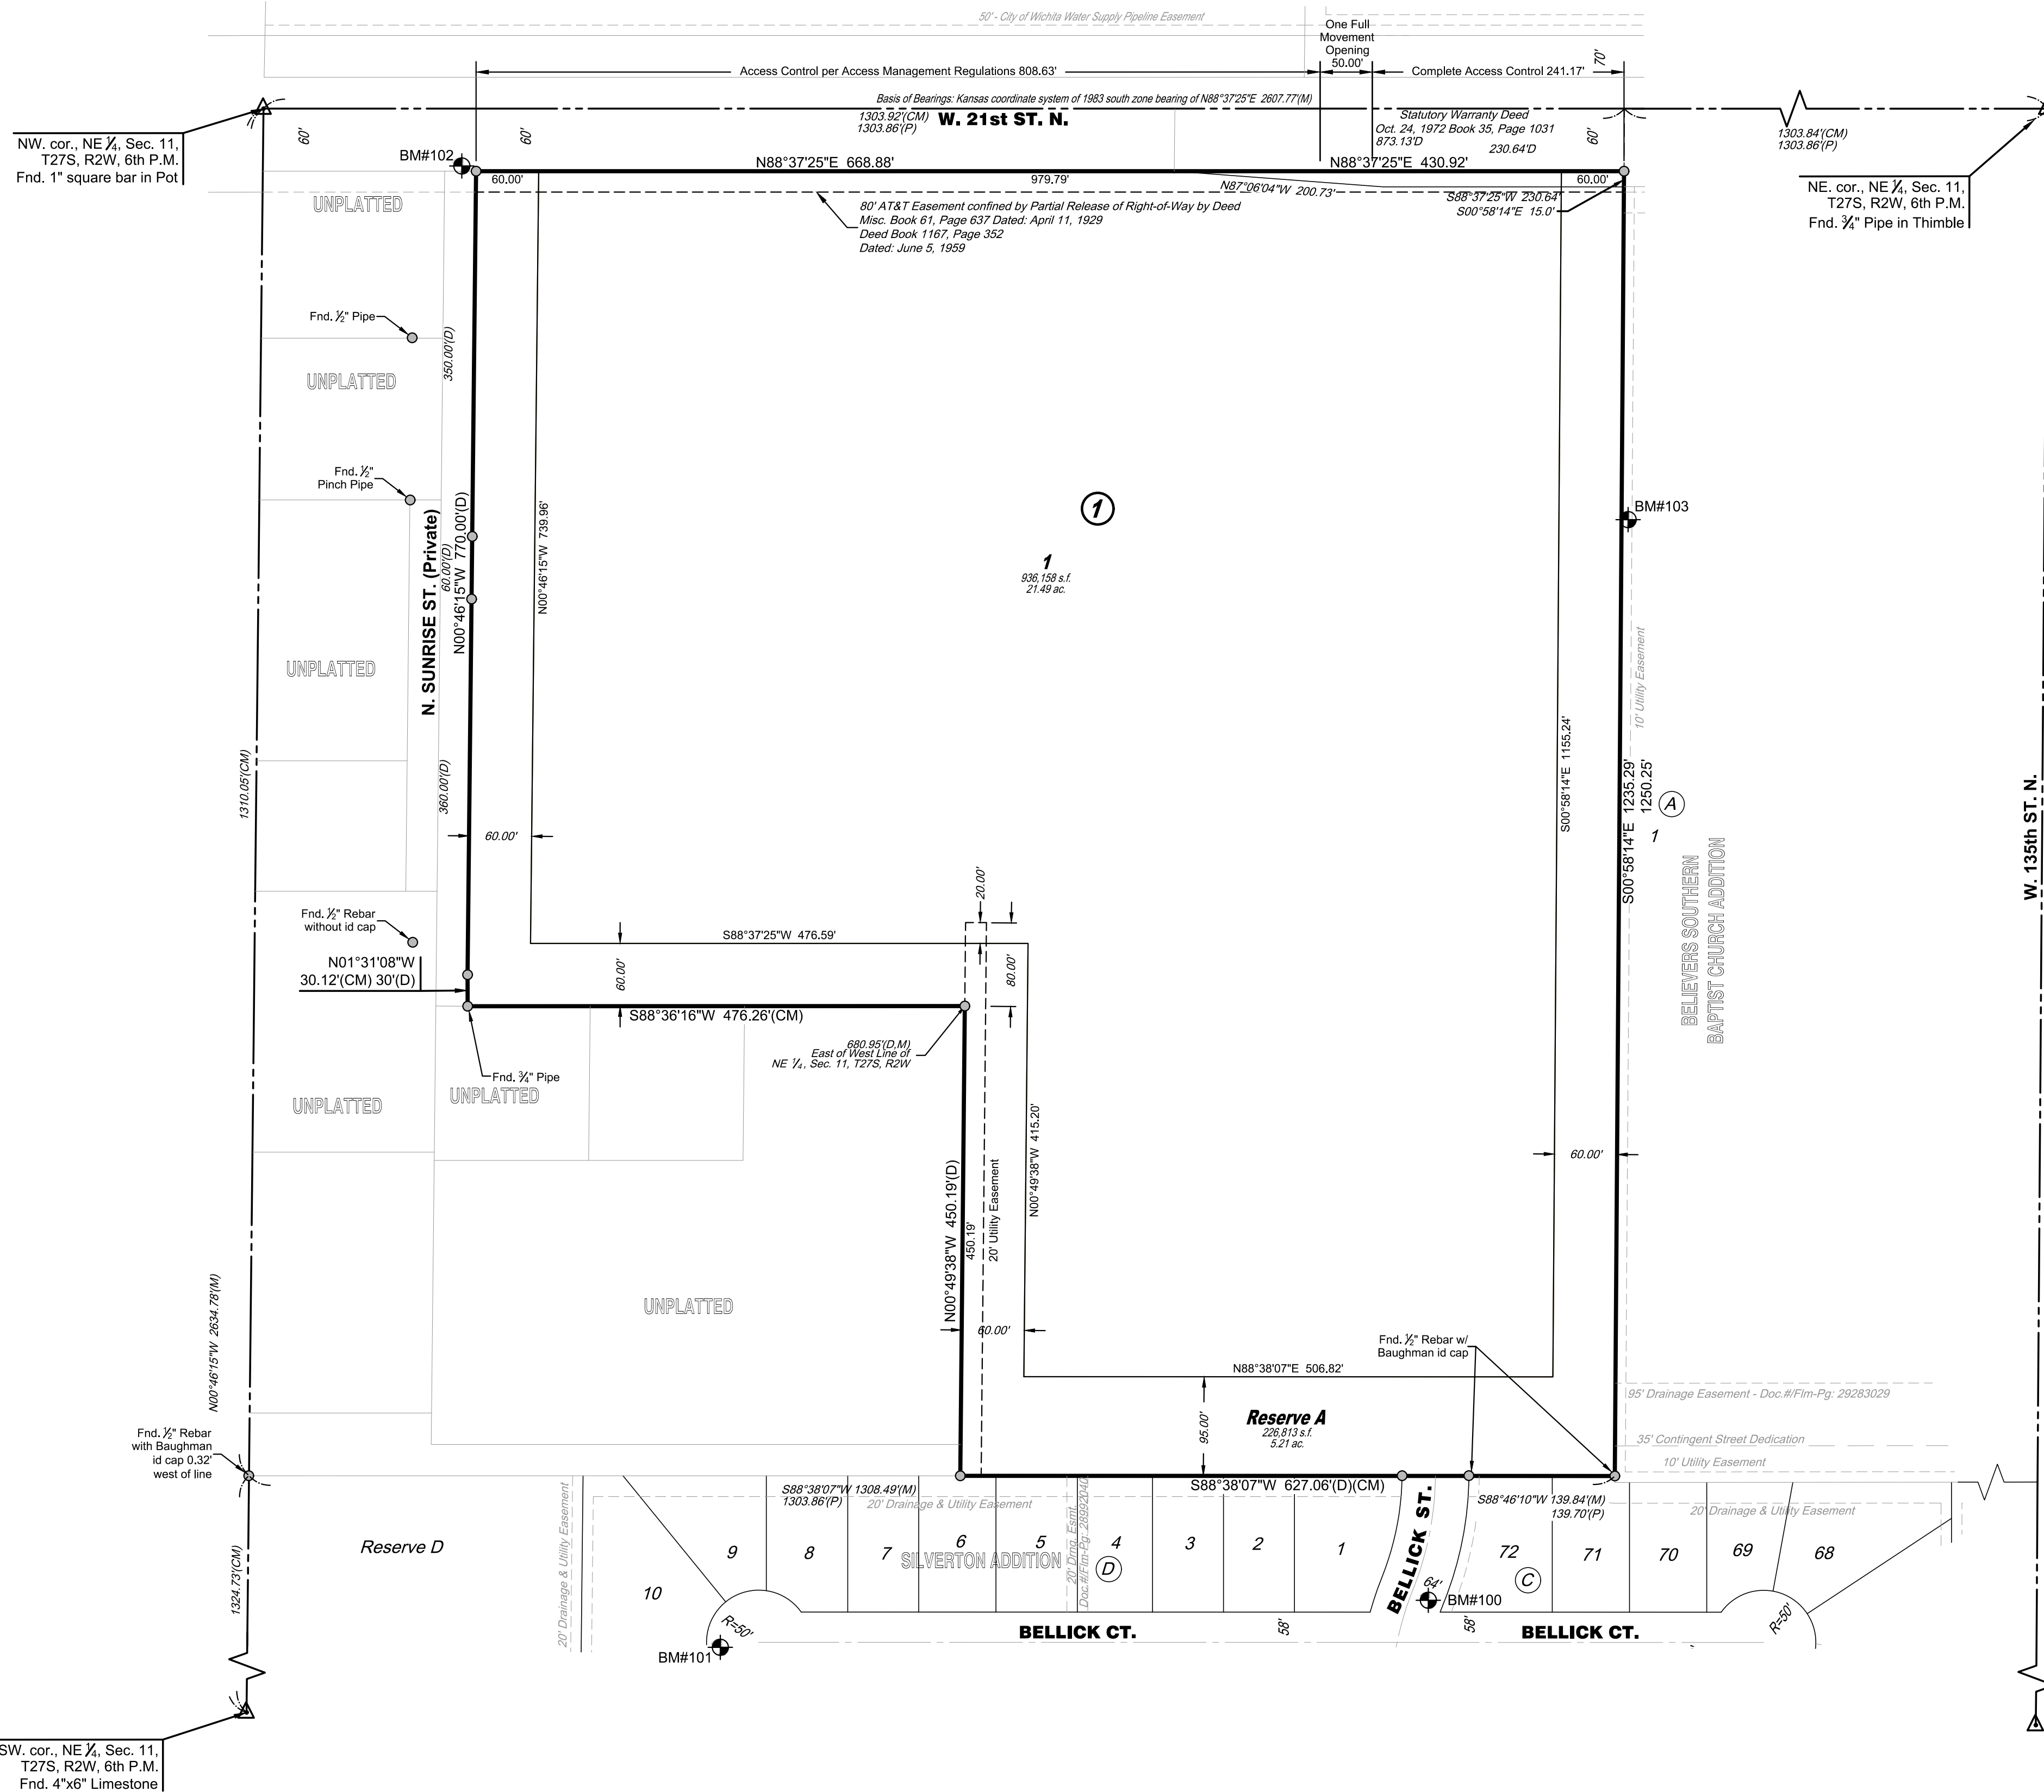 50' - City of Wichita Water Supply Pipeline Easement
One Full
Movement
Opening
50.00'
70'
Access Control per Access Management Regulations 808.63'
Complete Access Control 241.17'
Basis of Bearings: Kansas coordinate system of 1983 south zone bearing of N88°37'25"E 2607.77'(M)
1303.92'(CM)
1303.86'(P)
W. 21st ST. N.
Statutory Warranty Deed
Oct. 24, 1972 Book 35, Page 1031
873.13'D
230.64'D
60'
60'
60'
1303.84'(CM)
1303.86'(P)
NW. cor., NE ¼, Sec. 11,
T27S, R2W, 6th P.M.
Fnd. 1" square bar in Pot
NE. cor., NE ¼, Sec. 11,
T27S, R2W, 6th P.M.
Fnd. ¾" Pipe in Thimble
BM#102
N88°37'25"E 668.88'
N88°37'25"E 430.92'
60.00'
979.79'
60.00'
N87°06'04"W 200.73'
S88°37'25"W 230.64'
S00°58'14"E 15.0'
80' AT&T Easement confined by Partial Release of Right-of-Way by Deed
Misc. Book 61, Page 637 Dated: April 11, 1929
Deed Book 1167, Page 352
Dated: June 5, 1959
UNPLATTED
Fnd. ½" Pipe
350.00'(D)
UNPLATTED
Fnd. ½"
Pinch Pipe
N. SUNRISE ST. (Private)
60.00'(D)
N00°46'15"W 770.00'(D)
N00°46'15"W 739.96'
1
1
936,158 s.f.
21.49 ac.
BM#103
10' Utility Easement
UNPLATTED
1310.05'(CM)
360.00'(D)
60.00'
S00°58'14"E 1155.24'
S00°58'14"E 1235.29'
1250.25'
A
1
BELIEVERS SOUTHERN
BAPTIST CHURCH ADDITION
W. 135th ST. N.
20.00'
Fnd. ½" Rebar
without id cap
N01°31'08"W
30.12'(CM) 30'(D)
S88°37'25"W 476.59'
60.00'
80.00'
S88°36'16"W 476.26'(CM)
680.95'(D,M)
East of West Line of
NE ¼, Sec. 11, T27S, R2W
Fnd. ¾" Pipe
UNPLATTED
UNPLATTED
N00°49'38"W 450.19'(D)
450.19'
20' Utility Easement
N00°49'38"W 415.20'
60.00'
60.00'
UNPLATTED
N00°46'15"W 2634.78'(M)
Fnd. ½" Rebar w/
Baughman id cap
N88°38'07"E 506.82'
95.00'
Reserve A
226,813 s.f.
5.21 ac.
95' Drainage Easement - Doc.#/Flm-Pg: 29283029
35' Contingent Street Dedication
10' Utility Easement
Fnd. ½" Rebar
with Baughman
id cap 0.32'
west of line
S88°38'07"W 627.06'(D)(CM)
S88°38'07"W 1308.49'(M)
1303.86'(P)
20' Drainage & Utility Easement
S88°46'10"W 139.84'(M)
139.70'(P)
20' Drainage & Utility Easement
Reserve D
20' Drainage & Utility Easement
10
9
8
7
6
5
4
3
2
1
72
71
70
69
68
SILVERTON ADDITION
20' Drng. Esmt.
Doc.#/Flm-Pg: 28992040
D
C
BELLICK ST.
64'
BM#100
1324.73'(CM)
R=50'
BM#101
BELLICK CT.
58'
58'
BELLICK CT.
R=50'
SW. cor., NE ¼, Sec. 11,
T27S, R2W, 6th P.M.
Fnd. 4"x6" Limestone